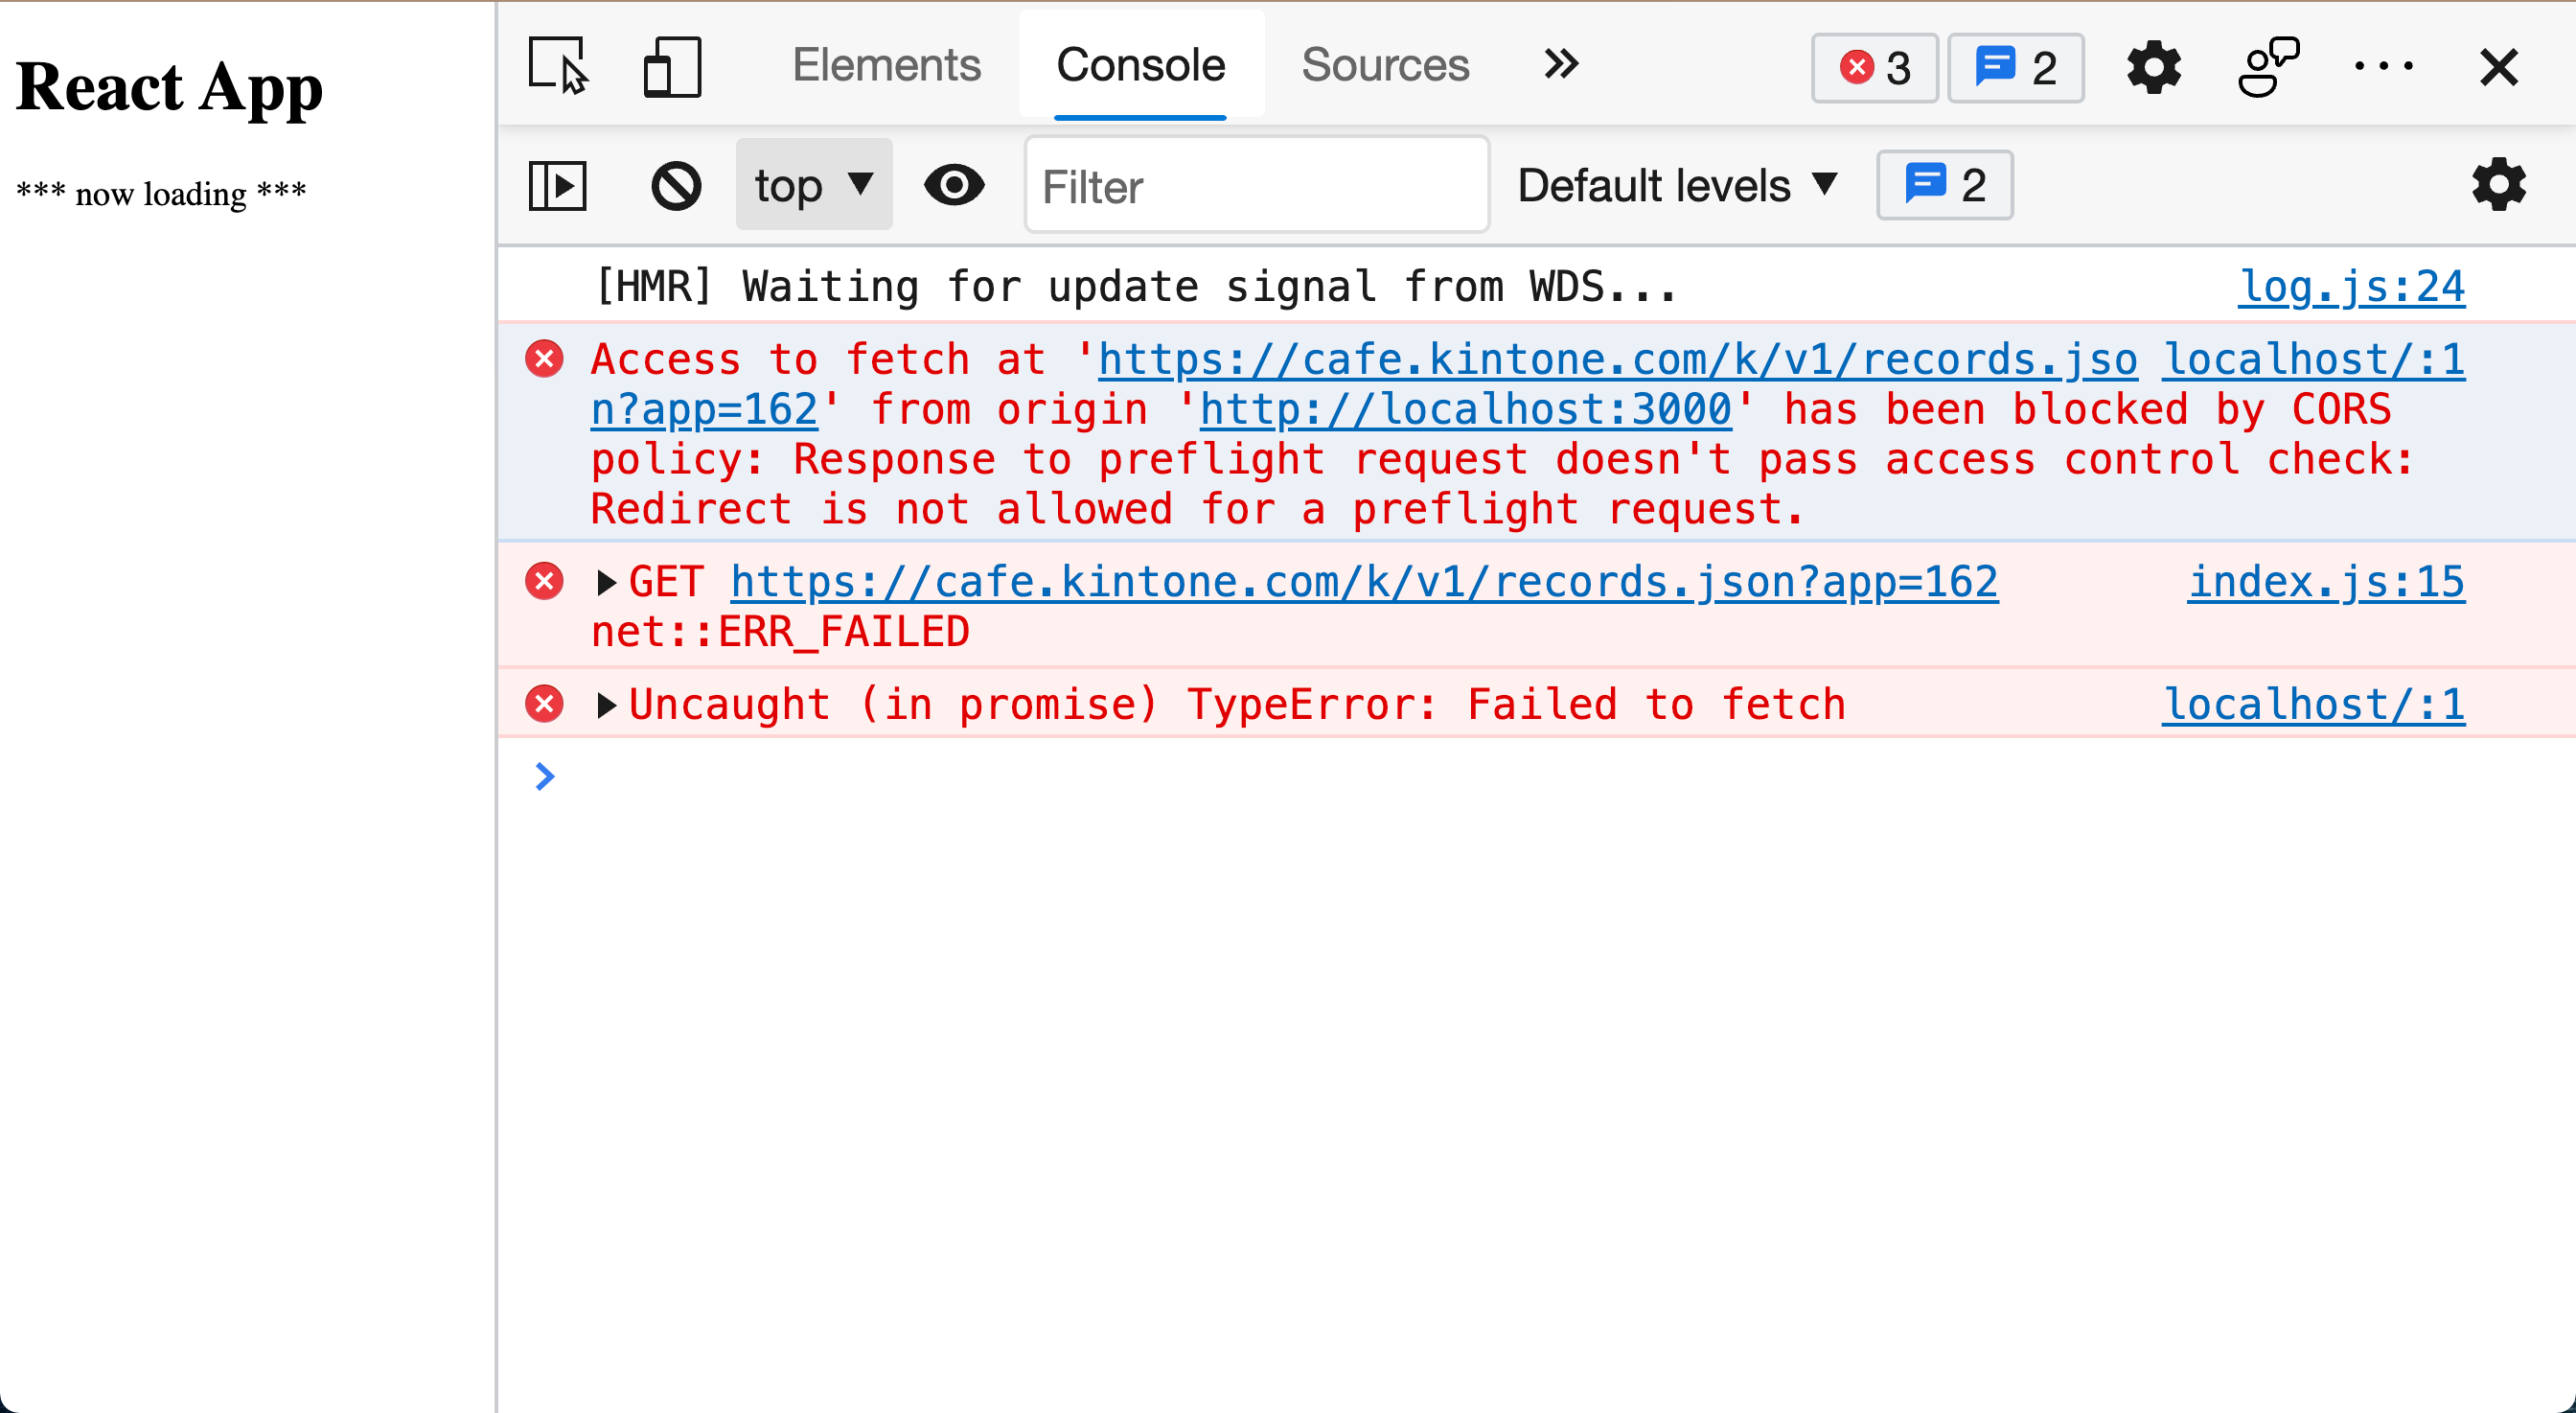 React App
*** now loading ***
Elements Console Sources 3 2
top Filter Default levels 2
[HMR] Waiting for update signal from WDS... log.js:24
Access to fetch at 'https://cafe.kintone.com/k/v1/records.jso localhost/:1
n?app=162' from origin 'http://localhost:3000' has been blocked by CORS
policy: Response to preflight request doesn't pass access control check:
Redirect is not allowed for a preflight request.
GET https://cafe.kintone.com/k/v1/records.json?app=162 index.js:15
net::ERR_FAILED
Uncaught (in promise) TypeError: Failed to fetch localhost/:1